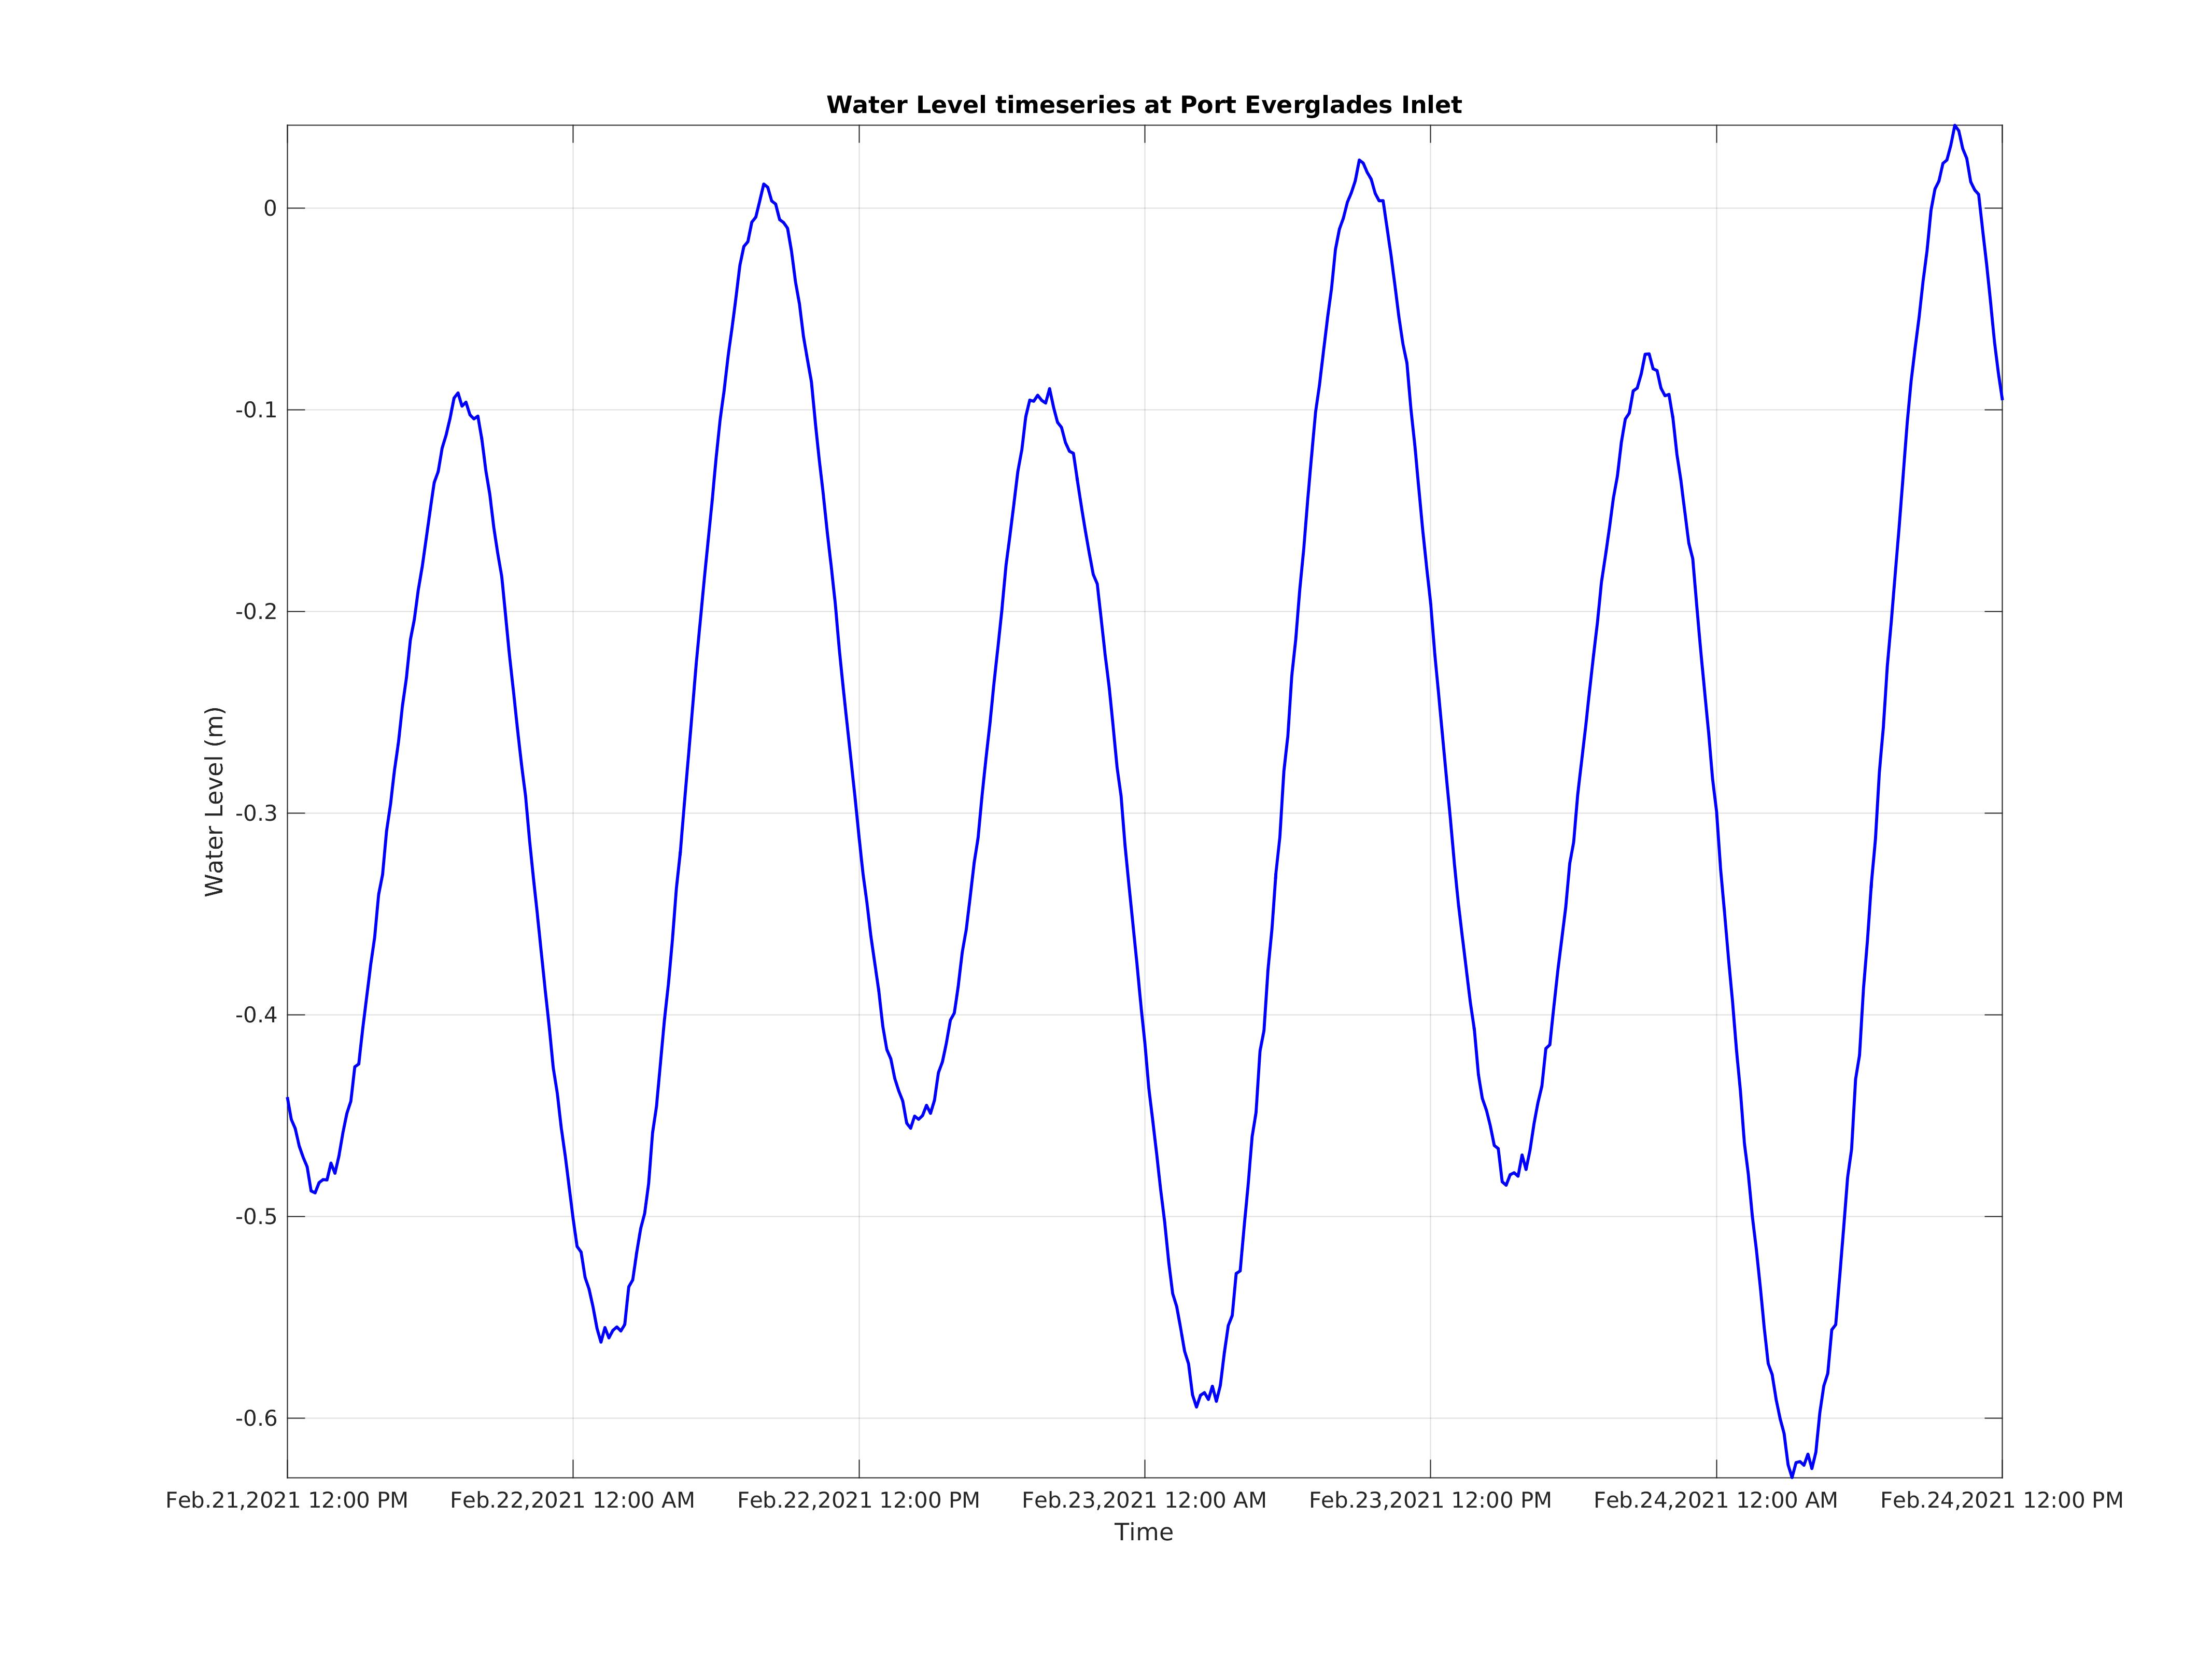 Water Level timeseries at Port Everglades Inlet
0
-0.1
-0.2
-0.3
-0.4
-0.5
-0.6
Water Level (m)
Feb.21,2021 12:00 PM
Feb.22,2021 12:00 AM
Feb.22,2021 12:00 PM
Feb.23,2021 12:00 AM
Feb.23,2021 12:00 PM
Feb.24,2021 12:00 AM
Feb.24,2021 12:00 PM
Time